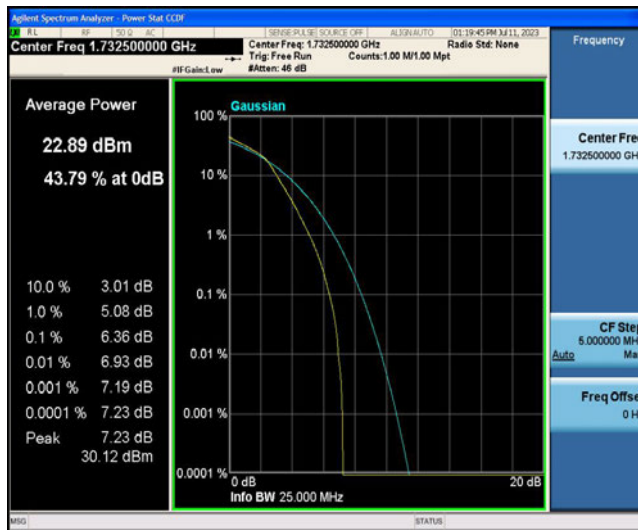 Agilent Spectrum Analyzer - Power Stat CCDF
RL RF 50 Ω AC SENSE:PULSE SOURCE OFF ALIGN AUTO 01:19:45 PM Jul 11, 2023
Center Freq 1.732500000 GHz
Center Freq: 1.732500000 GHz Radio Std: None
Trig: Free Run Counts:1.00 M/1.00 Mpt
#IFGain:Low #Atten: 46 dB
Frequency
Average Power
22.89 dBm
43.79 % at 0dB
10.0 % 3.01 dB
1.0 % 5.08 dB
0.1 % 6.36 dB
0.01 % 6.93 dB
0.001 % 7.19 dB
0.0001 % 7.23 dB
Peak 7.23 dB
30.12 dBm
Gaussian
100 %
10 %
1 %
0.1 %
0.01 %
0.001 %
0.0001 %
0 dB 20 dB
Info BW 25.000 MHz
Center Fre
1.732500000 GH
CF Ste
5.000000 MH
Auto Ma
Freq Offse
0 H
MSG STATUS